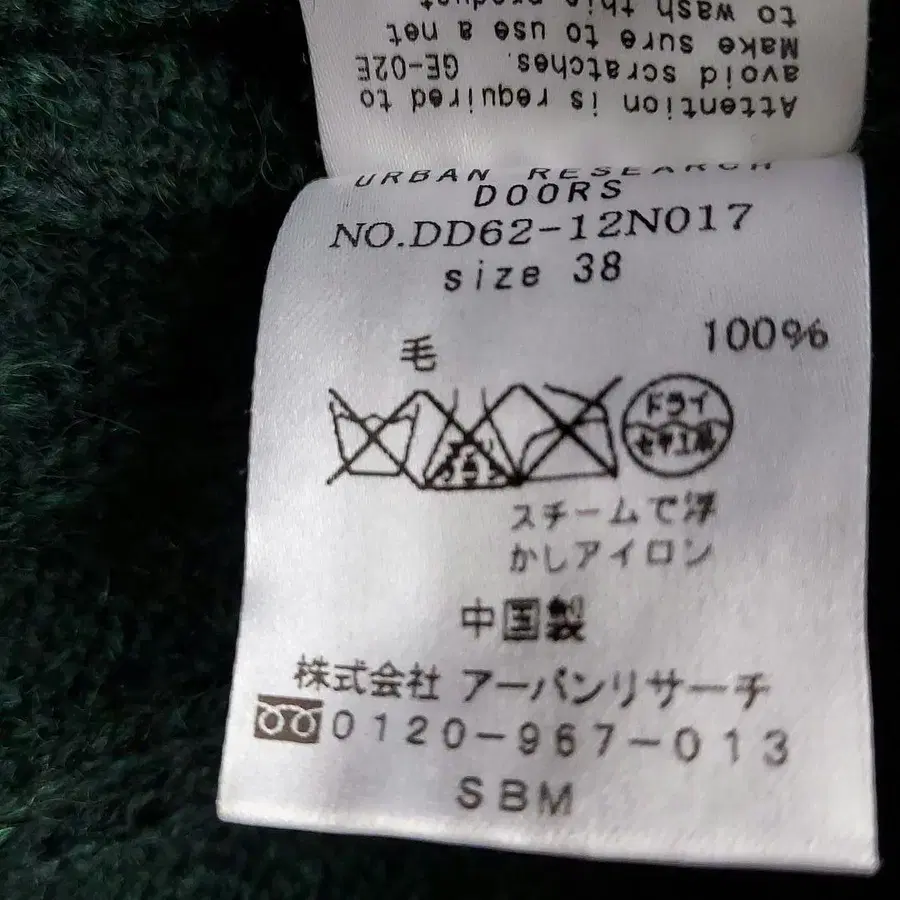 to wash this product
Make sure to use a net
avoid scratches. GE-02E
Attention is required to
URBAN RESEARCH
DOORS
NO.DD62-12N017
size 38
毛 100%
ドライ
セキユ系
スチームで浮
かしアイロン
中国製
株式会社 アーバンリサーチ
0120-967-013
SBM